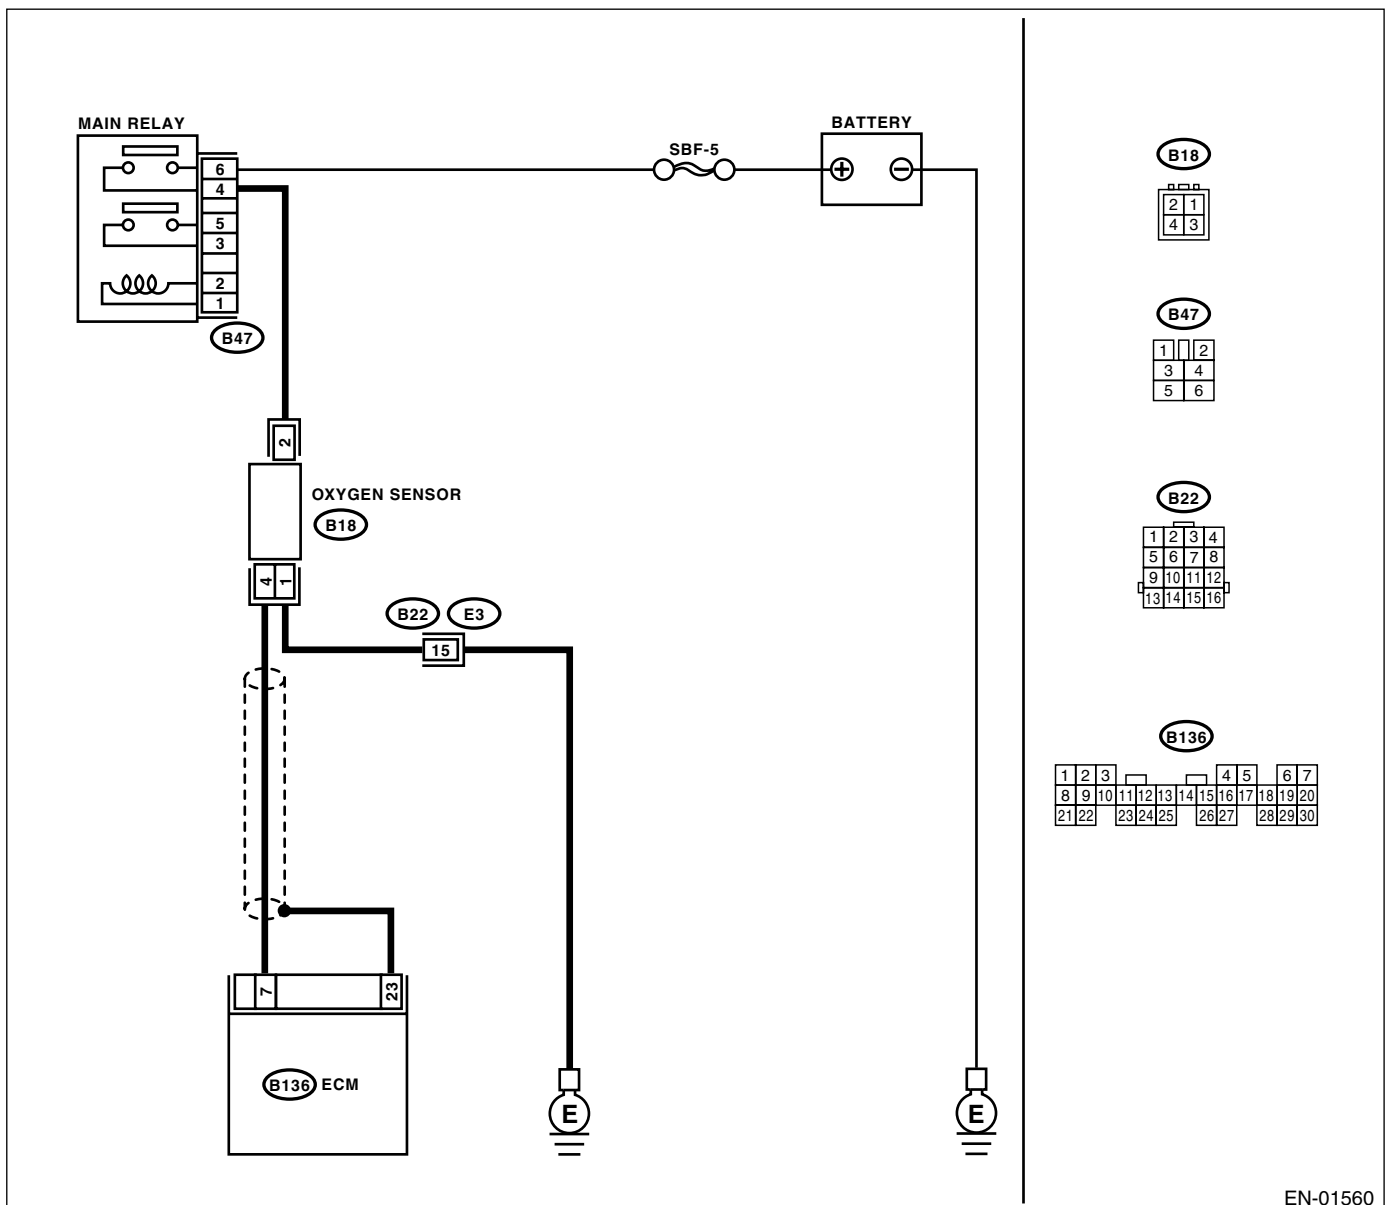 MAIN RELAY
6
4
5
3
2
1
B47
SBF-5
BATTERY
+ −
2
OXYGEN SENSOR
B18
4 1
B22 E3
15
7 23
B136 ECM
E
E
B18
2 1
4 3
B47
1 2
3 4
5 6
B22
1 2 3 4
5 6 7 8
9 10 11 12
13 14 15 16
B136
1 2 3 4 5 6 7
8 9 10 11 12 13 14 15 16 17 18 19 20
21 22 23 24 25 26 27 28 29 30
EN-01560